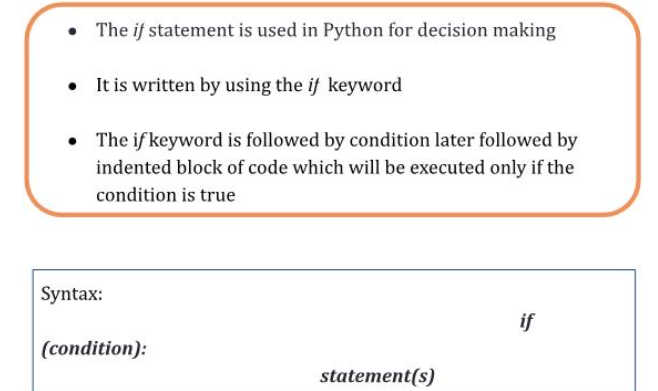 • The if statement is used in Python for decision making
• It is written by using the if keyword
• The if keyword is followed by condition later followed by
indented block of code which will be executed only if the
condition is true
Syntax:
if
(condition):
statement(s)